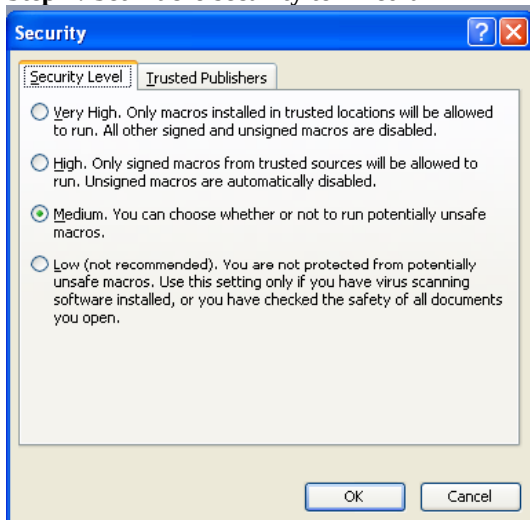 Security
Security Level Trusted Publishers
Very High. Only macros installed in trusted locations will be allowed
to run. All other signed and unsigned macros are disabled.
High. Only signed macros from trusted sources will be allowed to
run. Unsigned macros are automatically disabled.
Medium. You can choose whether or not to run potentially unsafe
macros.
Low (not recommended). You are not protected from potentially
unsafe macros. Use this setting only if you have virus scanning
software installed, or you have checked the safety of all documents
you open.
OK Cancel